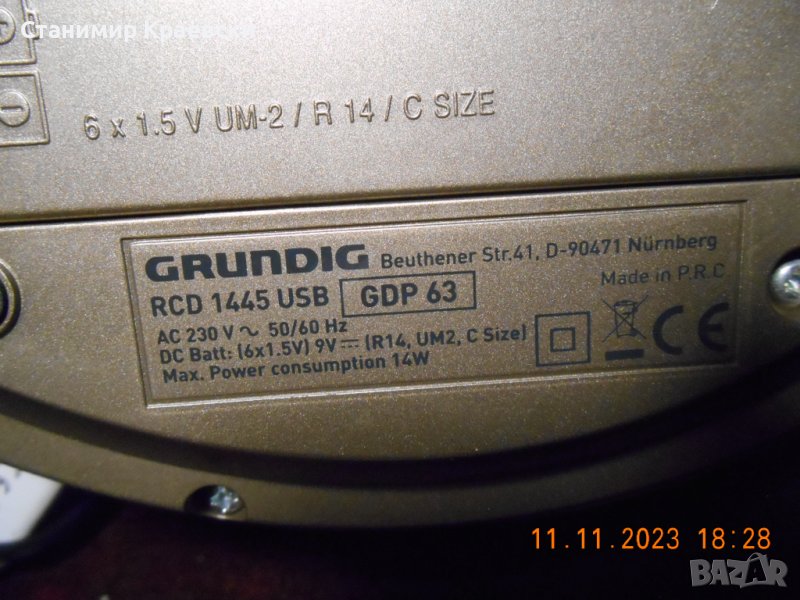 Станимир Краевски
6 x 1.5 V UM-2 / R 14 / C SIZE
GRUNDIG Beuthener Str.41, D-90471 Nürnberg
RCD 1445 USB GDP 63 Made in P.R.C
AC 230 V ~ 50/60 Hz
DC Batt: (6x1.5V) 9V ⎓ (R14, UM2, C Size)
Max. Power consumption 14W
CE
11.11.2023 18:28
BAZAR